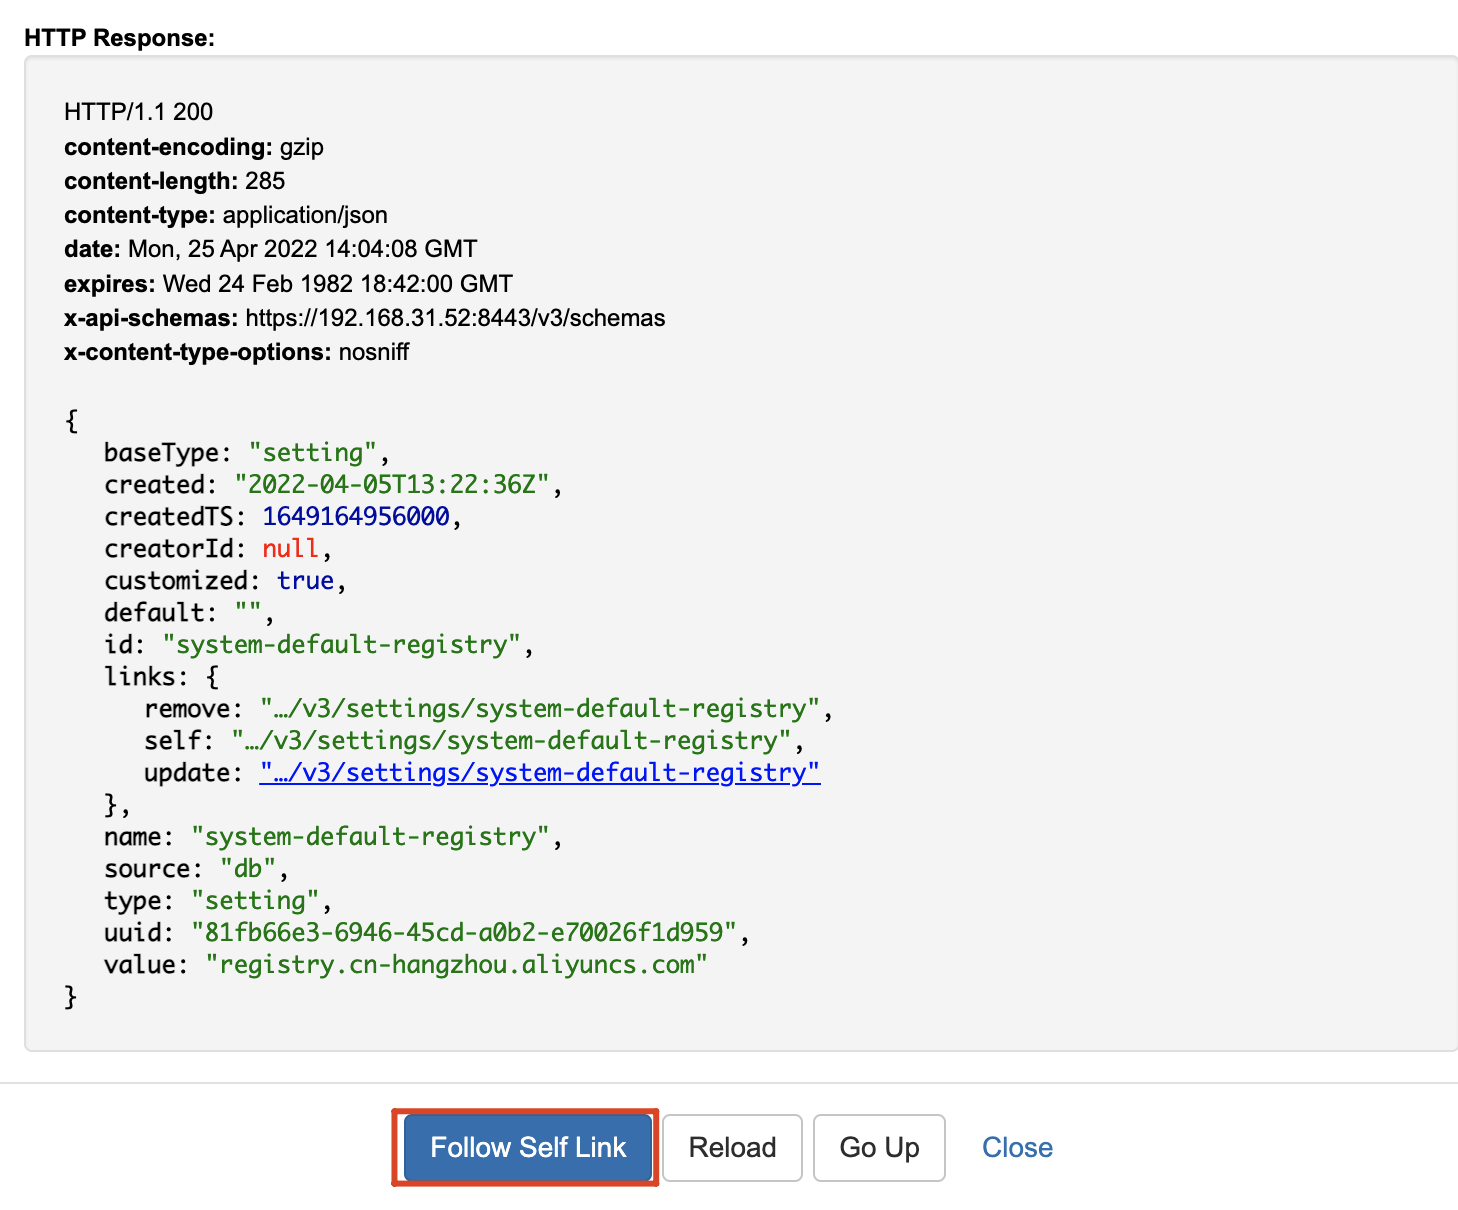 HTTP Response:
HTTP/1.1 200
content-encoding: gzip
content-length: 285
content-type: application/json
date: Mon, 25 Apr 2022 14:04:08 GMT
expires: Wed 24 Feb 1982 18:42:00 GMT
x-api-schemas: https://192.168.31.52:8443/v3/schemas
x-content-type-options: nosniff
{
baseType: "setting",
created: "2022-04-05T13:22:36Z",
createdTS: 1649164956000,
creatorId: null,
customized: true,
default: "",
id: "system-default-registry",
links: {
remove: "…/v3/settings/system-default-registry",
self: "…/v3/settings/system-default-registry",
update: "…/v3/settings/system-default-registry"
},
name: "system-default-registry",
source: "db",
type: "setting",
uuid: "81fb66e3-6946-45cd-a0b2-e70026f1d959",
value: "registry.cn-hangzhou.aliyuncs.com"
}
Follow Self Link Reload Go Up Close